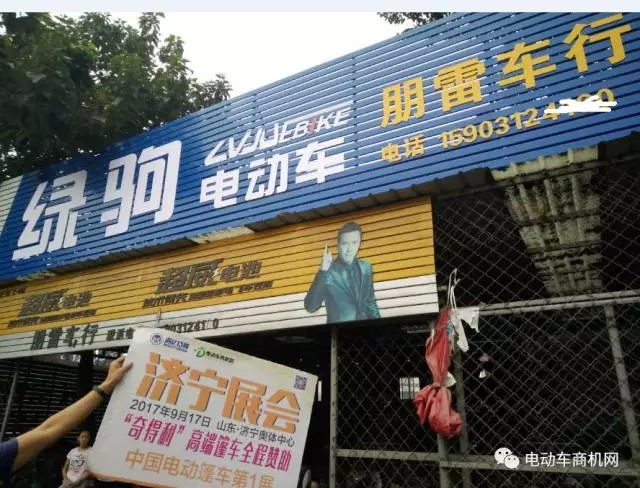 绿驹
LVJU EBIKE
电动车
朋雷车行
电话
超威电池
超威电池
朋雷车行
济宁展会
2017年9月17日 山东·济宁奥体中心
“奇得利”高端篷车全程赞助
中国电动篷车第1展
电动车商机网